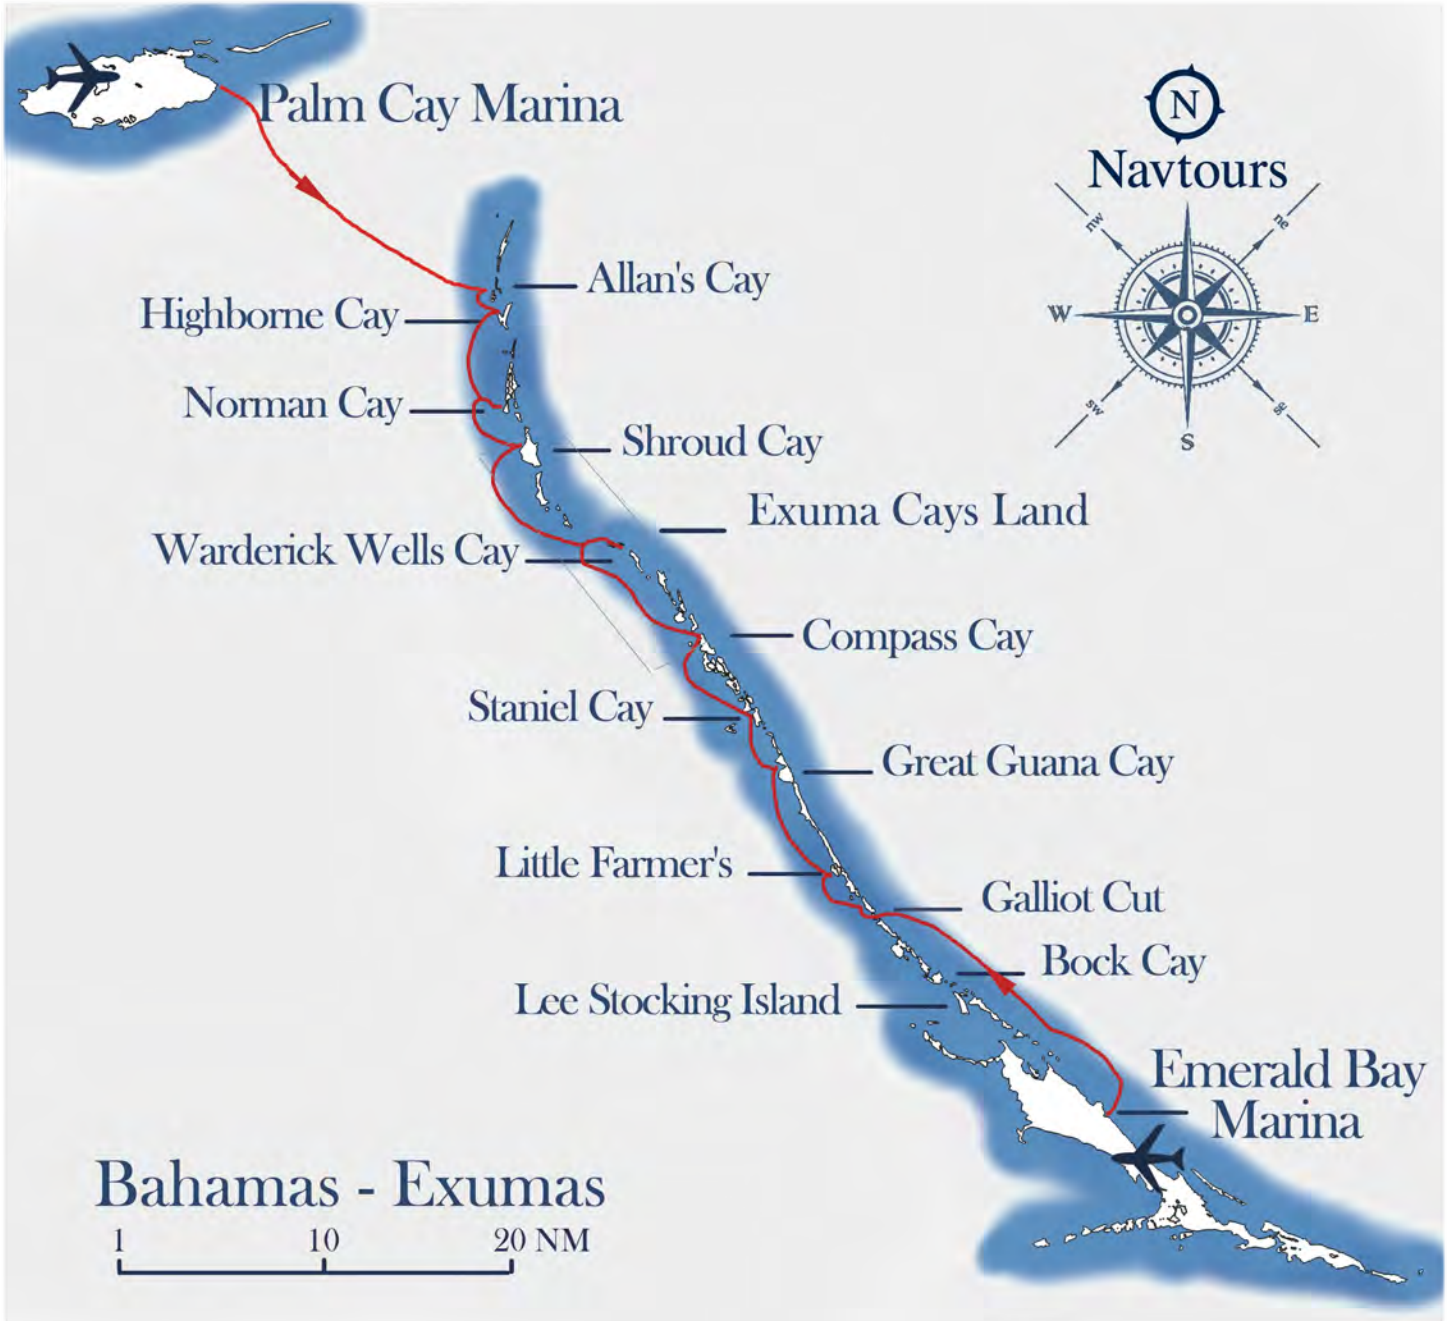 Palm Cay Marina
N
Navtours
nw
ne
W
E
sw
S
Allan's Cay
Highborne Cay
Norman Cay
Shroud Cay
Exuma Cays Land
Warderick Wells Cay
Compass Cay
Staniel Cay
Great Guana Cay
Little Farmer's
Galliot Cut
Bock Cay
Lee Stocking Island
Emerald Bay
Marina
Bahamas - Exumas
1 10 20 NM